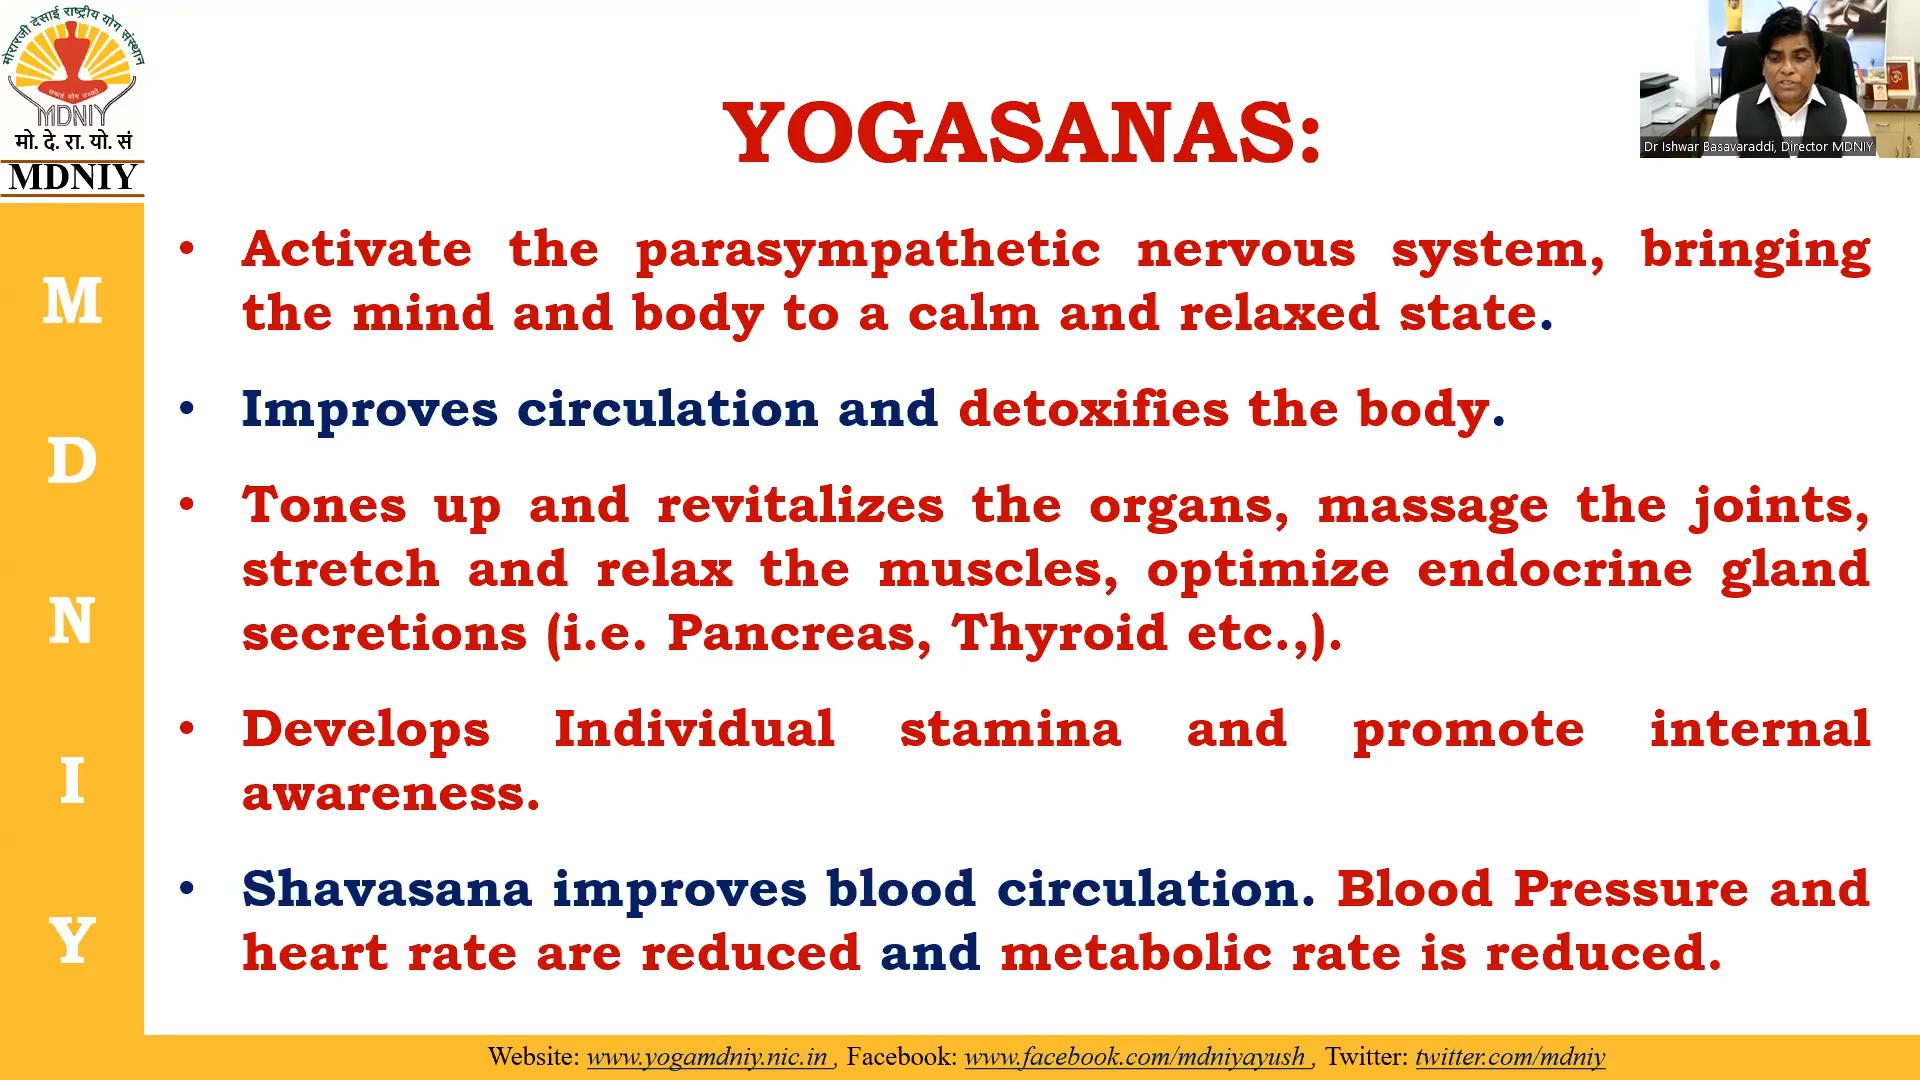 मोरारजी देसाई राष्ट्रीय योग संस्थान
MDNIY
मो. दे. रा. यो. सं
MDNIY
M
D
N
I
Y
YOGASANAS:
Dr Ishwar Basavaraddi, Director MDNIY
• Activate the parasympathetic nervous system, bringing
the mind and body to a calm and relaxed state.
• Improves circulation and detoxifies the body.
• Tones up and revitalizes the organs, massage the joints,
stretch and relax the muscles, optimize endocrine gland
secretions (i.e. Pancreas, Thyroid etc.,).
• Develops Individual stamina and promote internal
awareness.
• Shavasana improves blood circulation. Blood Pressure and
heart rate are reduced and metabolic rate is reduced.
Website: www.yogamdniy.nic.in , Facebook: www.facebook.com/mdniyayush , Twitter: twitter.com/mdniy